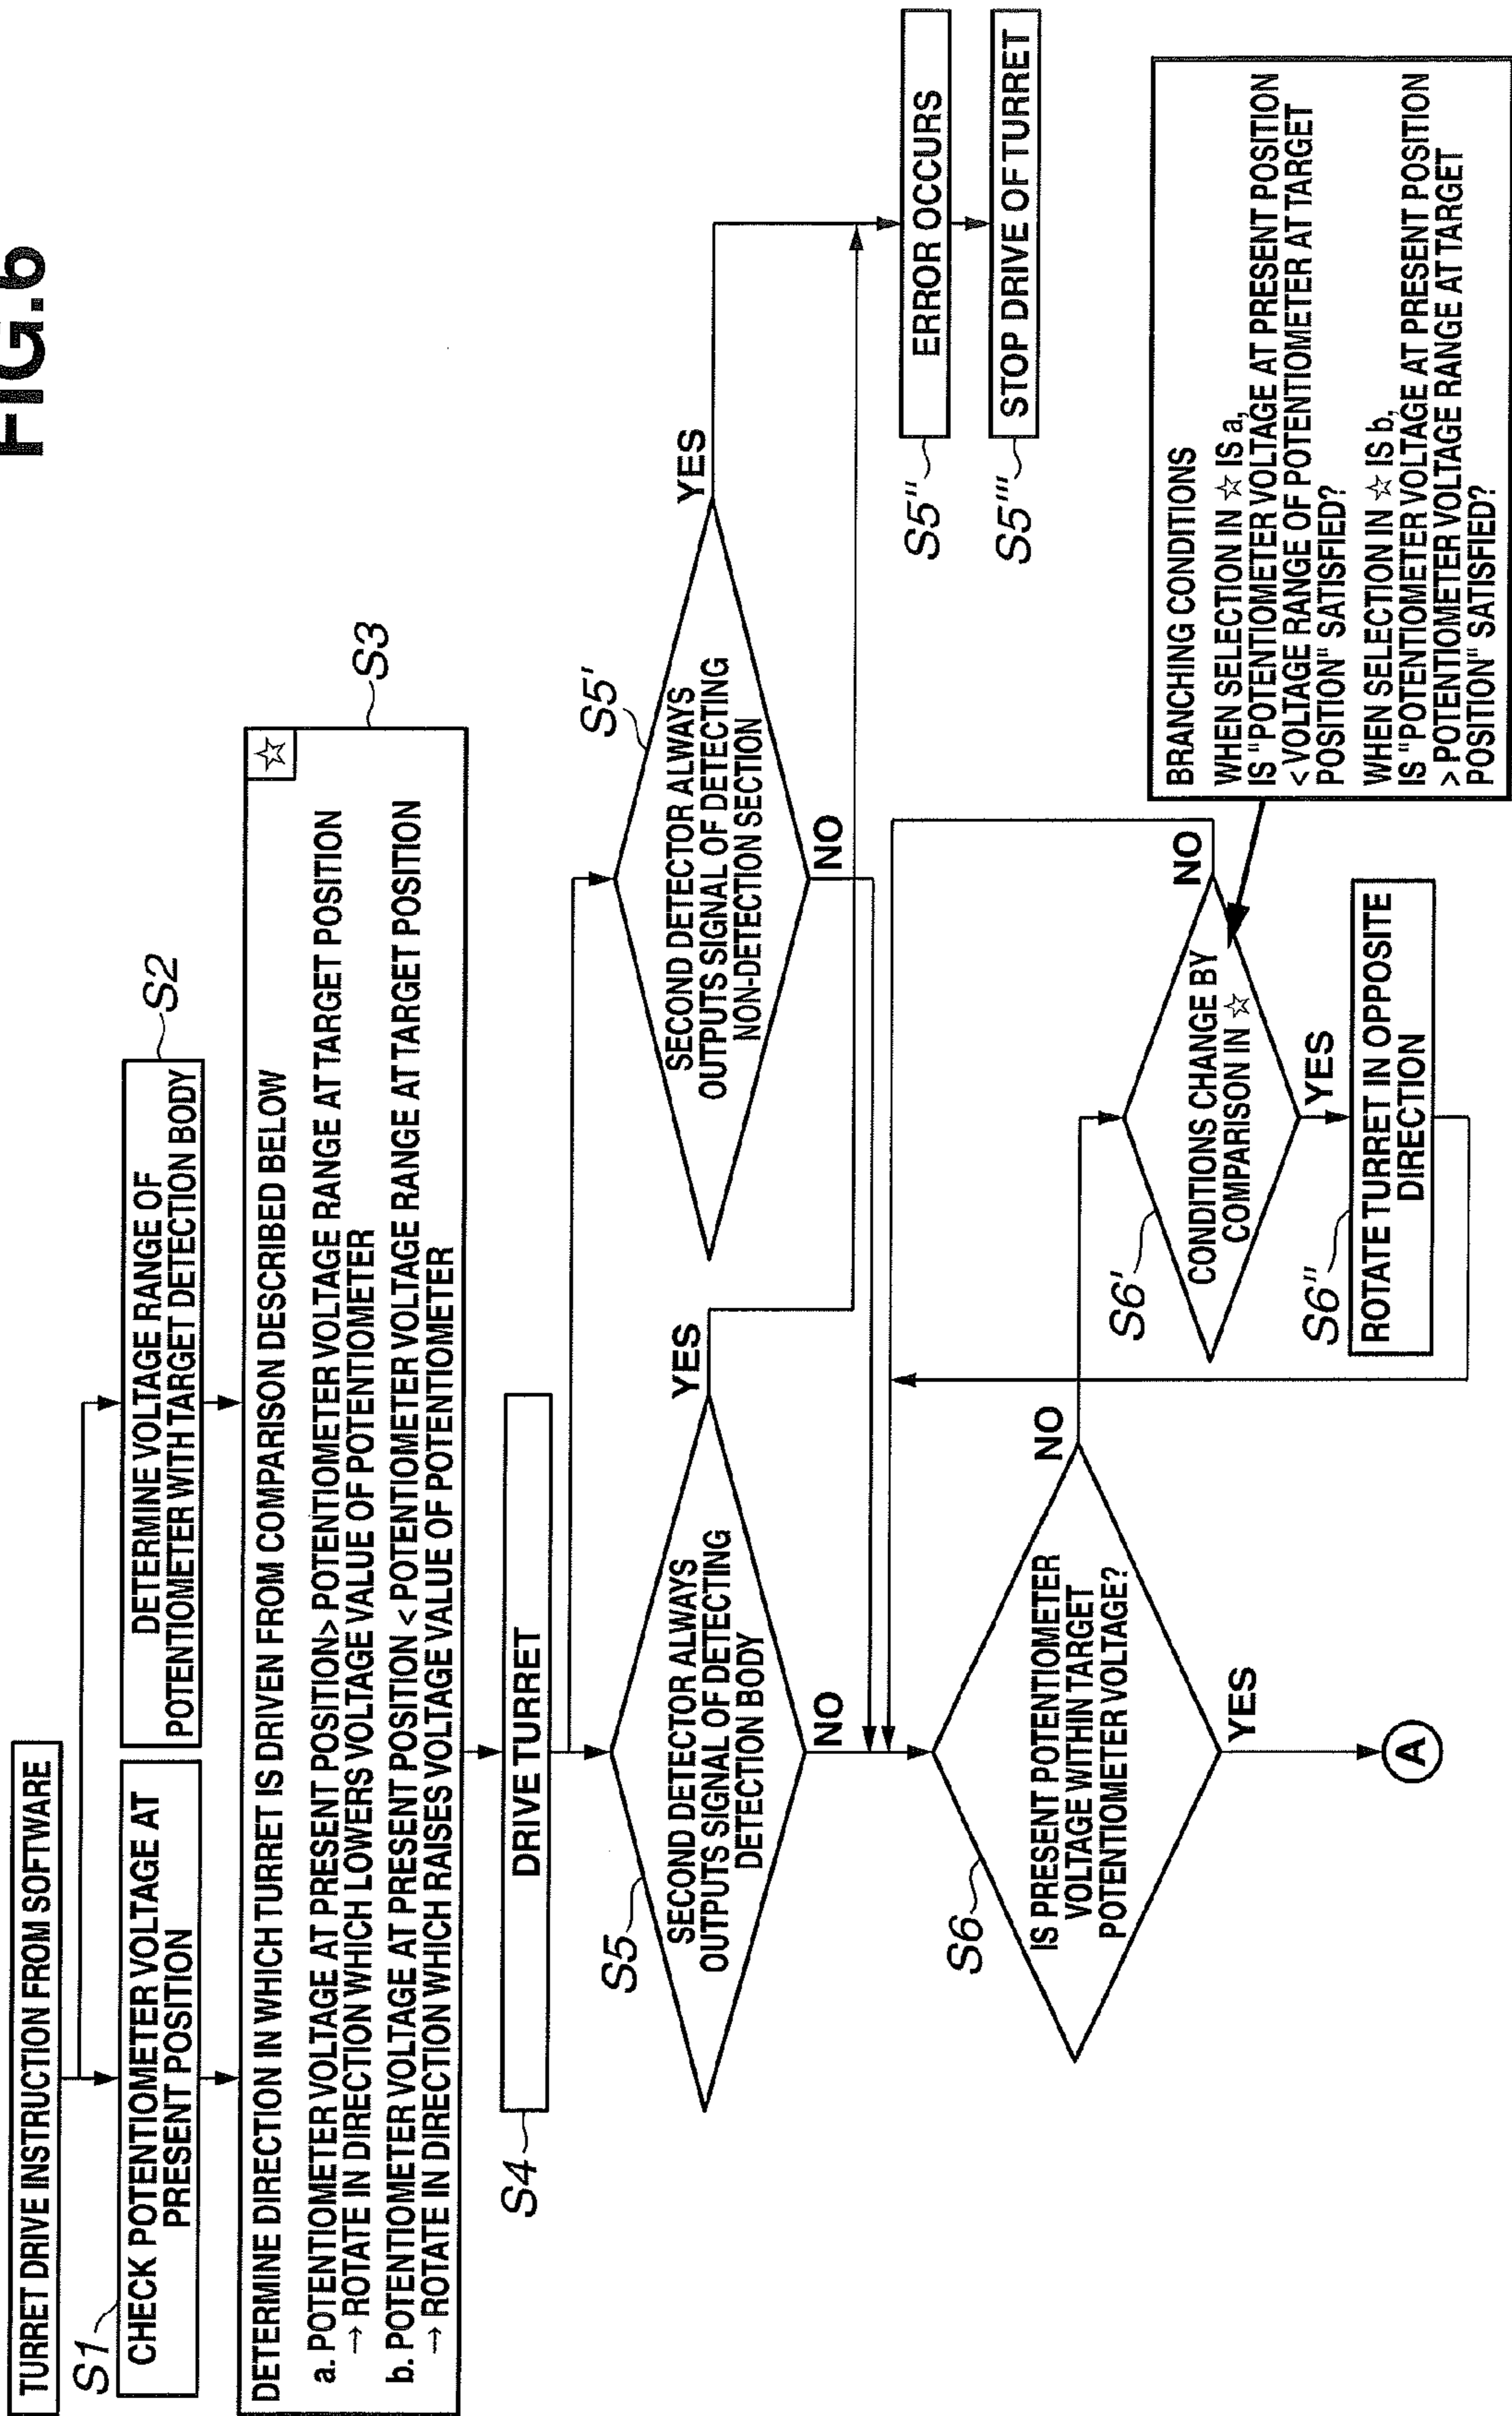 FIG.6
TURRET DRIVE INSTRUCTION FROM SOFTWARE
S1
CHECK POTENTIOMETER VOLTAGE AT
PRESENT POSITION
DETERMINE VOLTAGE RANGE OF
POTENTIOMETER WITH TARGET DETECTION BODY
S2
DETERMINE DIRECTION IN WHICH TURRET IS DRIVEN FROM COMPARISON DESCRIBED BELOW
☆
S3
a. POTENTIOMETER VOLTAGE AT PRESENT POSITION> POTENTIOMETER VOLTAGE RANGE AT TARGET POSITION
→ ROTATE IN DIRECTION WHICH LOWERS VOLTAGE VALUE OF POTENTIOMETER
b. POTENTIOMETER VOLTAGE AT PRESENT POSITION < POTENTIOMETER VOLTAGE RANGE AT TARGET POSITION
→ ROTATE IN DIRECTION WHICH RAISES VOLTAGE VALUE OF POTENTIOMETER
S4
DRIVE TURRET
S5
SECOND DETECTOR ALWAYS
OUTPUTS SIGNAL OF DETECTING
DETECTION BODY
YES
NO
S5'
SECOND DETECTOR ALWAYS
OUTPUTS SIGNAL OF DETECTING
NON-DETECTION SECTION
YES
NO
S5''
ERROR OCCURS
S5'''
STOP DRIVE OF TURRET
S6
IS PRESENT POTENTIOMETER
VOLTAGE WITHIN TARGET
POTENTIOMETER VOLTAGE?
NO
YES
A
S6'
CONDITIONS CHANGE BY
COMPARISON IN ☆
NO
YES
S6''
ROTATE TURRET IN OPPOSITE
DIRECTION
BRANCHING CONDITIONS
WHEN SELECTION IN ☆ IS a,
IS "POTENTIOMETER VOLTAGE AT PRESENT POSITION
< VOLTAGE RANGE OF POTENTIOMETER AT TARGET
POSITION" SATISFIED?
WHEN SELECTION IN ☆ IS b,
IS "POTENTIOMETER VOLTAGE AT PRESENT POSITION
> POTENTIOMETER VOLTAGE RANGE AT TARGET
POSITION" SATISFIED?